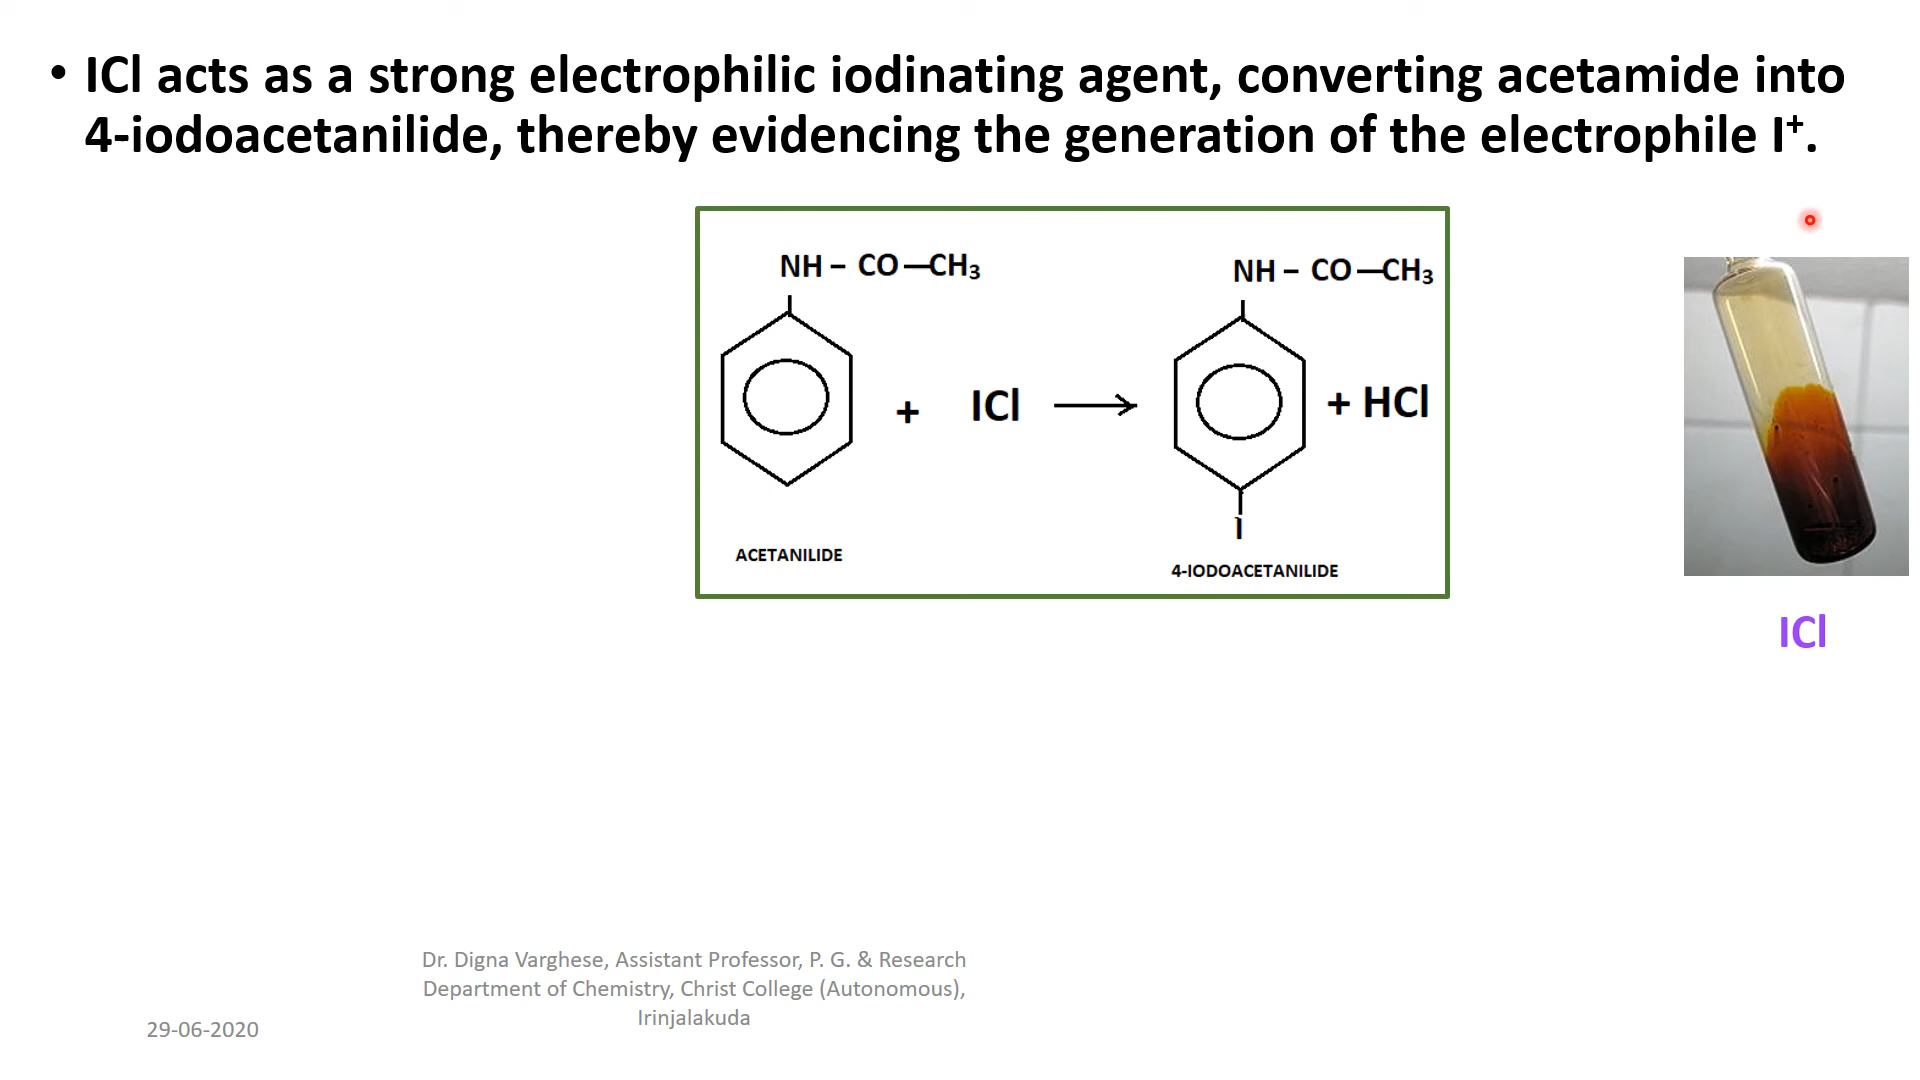 • ICl acts as a strong electrophilic iodinating agent, converting acetamide into
4-iodoacetanilide, thereby evidencing the generation of the electrophile I⁺.
NH – CO —CH₃
NH – CO —CH₃
+ ICl
+ HCl
I
ACETANILIDE
4-IODOACETANILIDE
ICl
Dr. Digna Varghese, Assistant Professor, P. G. & Research
Department of Chemistry, Christ College (Autonomous),
Irinjalakuda
29-06-2020